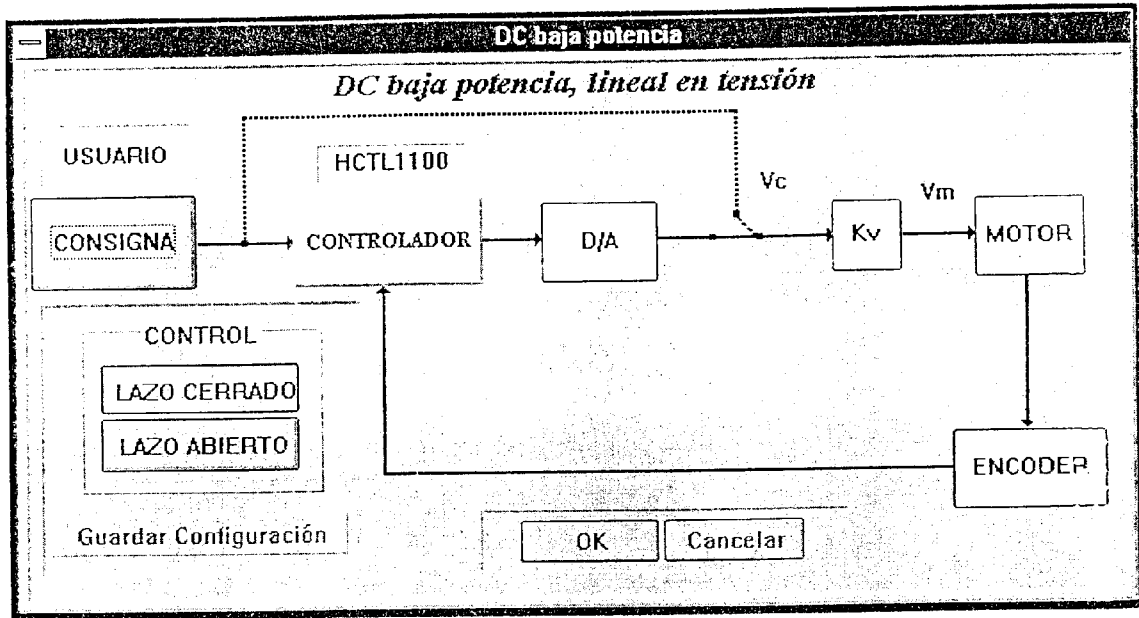 DC baja potencia
DC baja potencia, lineal en tensión
USUARIO
HCTL1100
Vc
Vm
CONSIGNA
CONTROLADOR
D/A
Kv
MOTOR
CONTROL
LAZO CERRADO
LAZO ABIERTO
ENCODER
Guardar Configuración
OK
Cancelar